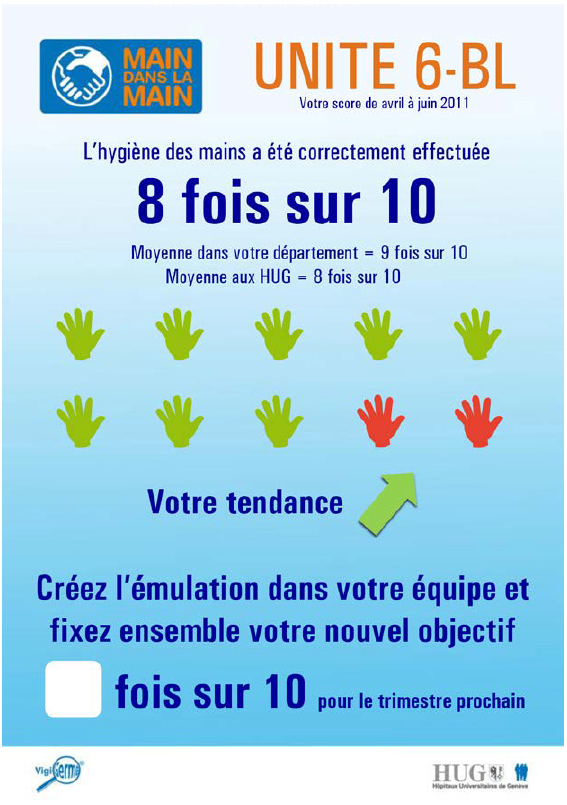 MAIN
DANS LA
MAIN
UNITE 6-BL
Votre score de avril à juin 2011
L'hygiène des mains a été correctement effectuée
8 fois sur 10
Moyenne dans votre département = 9 fois sur 10
Moyenne aux HUG = 8 fois sur 10
Votre tendance
Créez l'émulation dans votre équipe et
fixez ensemble votre nouvel objectif
fois sur 10 pour le trimestre prochain
VigiGerme
HUG
Hôpitaux Universitaires de Genève